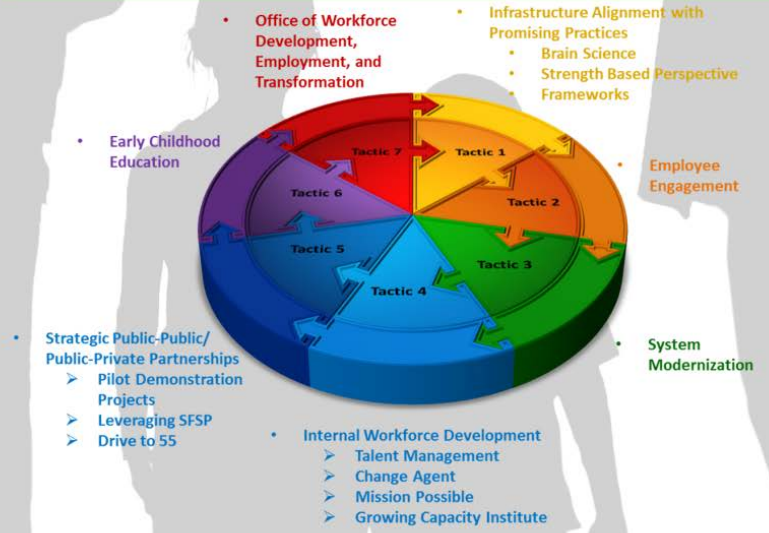 • Office of Workforce
Development,
Employment, and
Transformation
• Infrastructure Alignment with
Promising Practices
• Brain Science
• Strength Based Perspective
• Frameworks
• Early Childhood
Education
• Employee
Engagement
Tactic 7
Tactic 1
Tactic 6
Tactic 2
Tactic 5
Tactic 3
Tactic 4
• Strategic Public-Public/
Public-Private Partnerships
➢ Pilot Demonstration
Projects
➢ Leveraging SFSP
➢ Drive to 55
• System
Modernization
• Internal Workforce Development
➢ Talent Management
➢ Change Agent
➢ Mission Possible
➢ Growing Capacity Institute